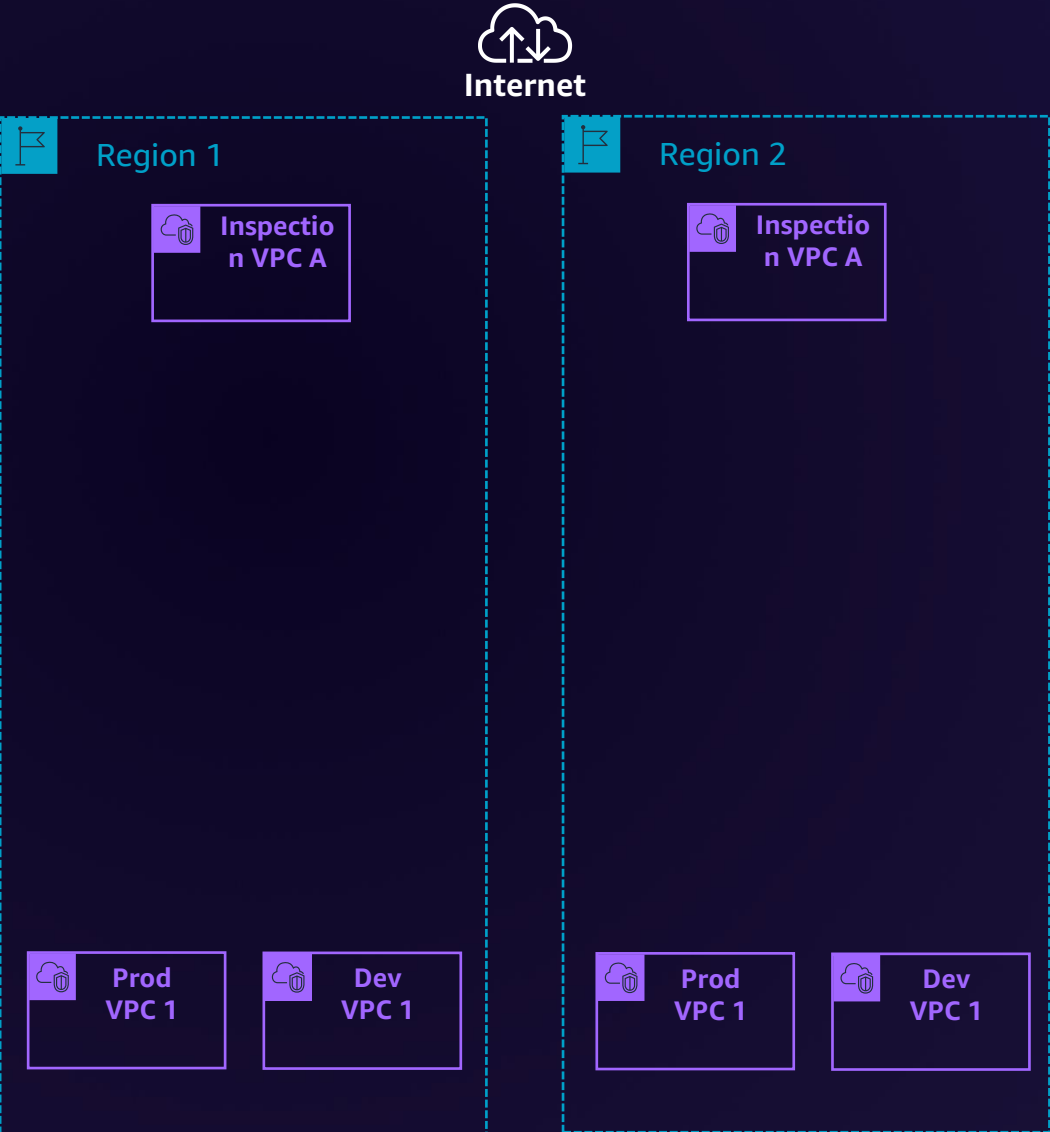 Internet
Region 1
Region 2
Inspectio
n VPC A
Inspectio
n VPC A
Prod
VPC 1
Dev
VPC 1
Prod
VPC 1
Dev
VPC 1